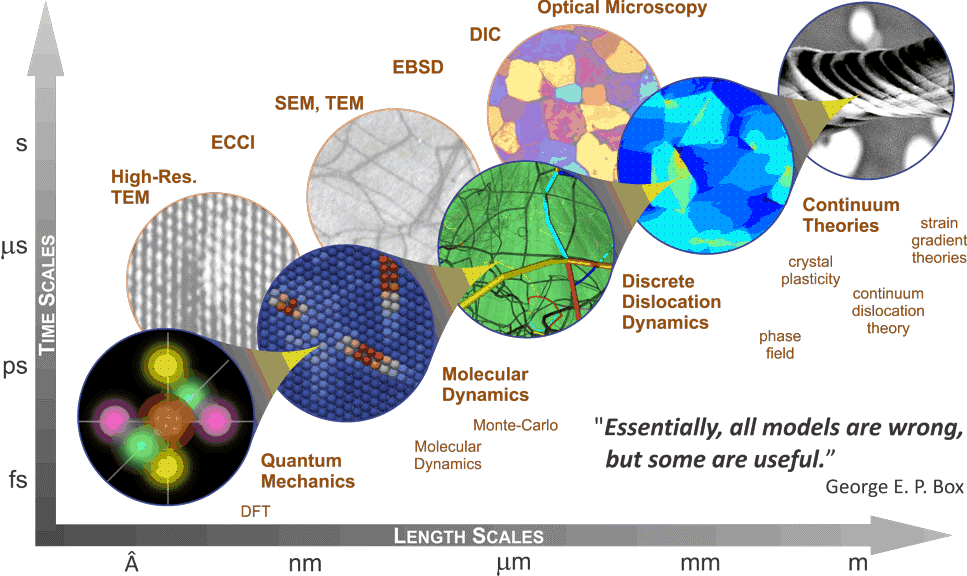 Optical Microscopy
DIC
EBSD
SEM, TEM
ECCI
High-Res.
TEM
TIME SCALES
s
μs
ps
fs
Continuum
Theories
strain
gradient
theories
crystal
plasticity
continuum
dislocation
theory
phase
field
Discrete
Dislocation
Dynamics
Molecular
Dynamics
Monte-Carlo
Molecular
Dynamics
Quantum
Mechanics
DFT
"Essentially, all models are wrong,
but some are useful.”
George E. P. Box
LENGTH SCALES
Â
nm
μm
mm
m